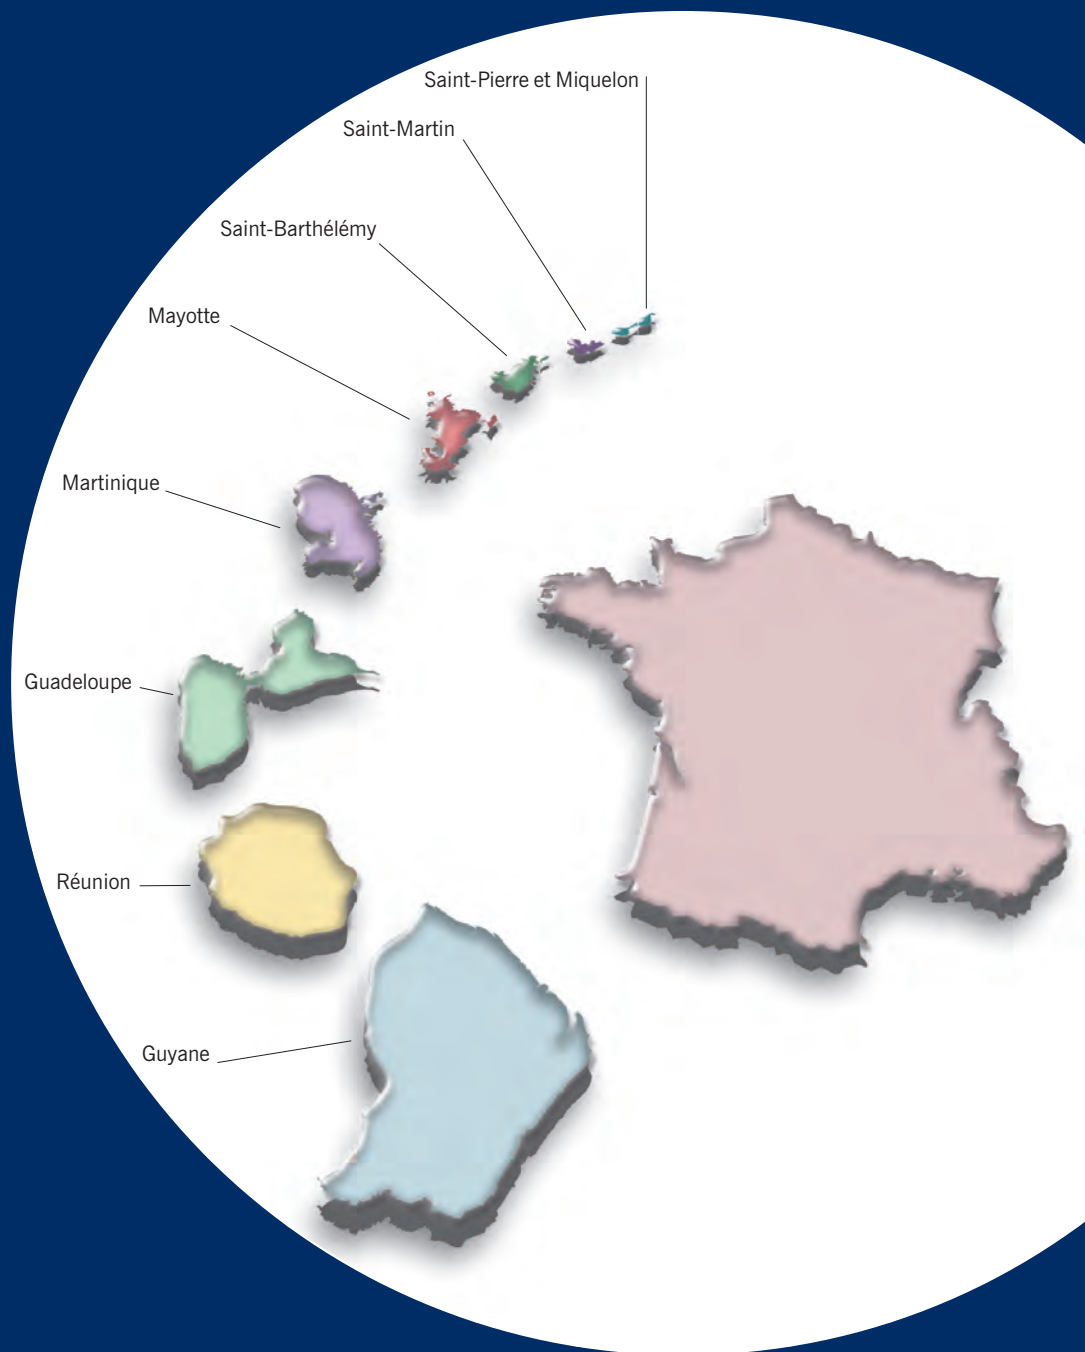 Saint-Pierre et Miquelon
Saint-Martin
Saint-Barthélémy
Mayotte
Martinique
Guadeloupe
Réunion
Guyane